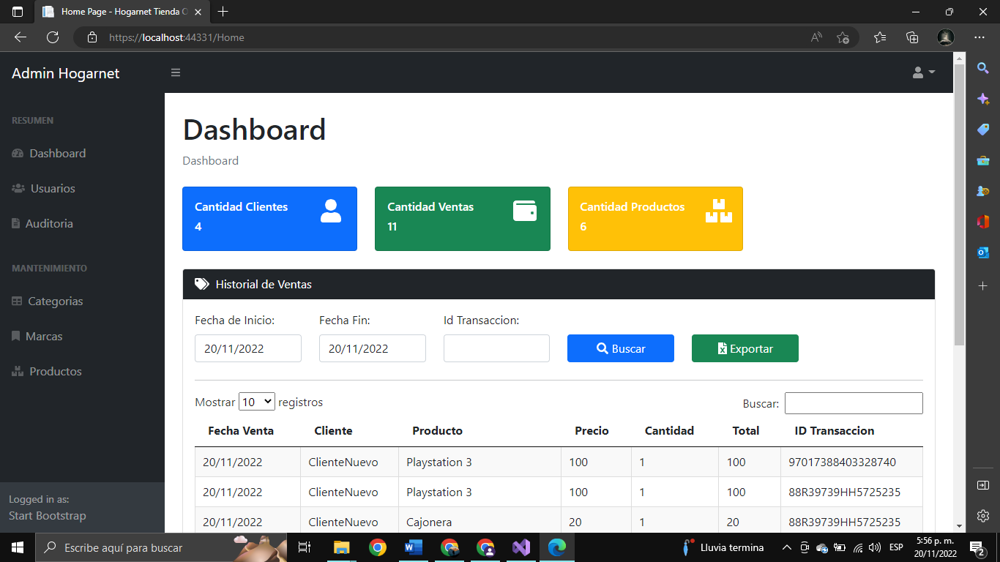 Home Page - Hogarnet Tienda
https://localhost:44331/Home
Admin Hogarnet
RESUMEN
Dashboard
Usuarios
Auditoria
MANTENIMIENTO
Categorias
Marcas
Productos
Logged in as:
Start Bootstrap
Dashboard
Dashboard
Cantidad Clientes
4
Cantidad Ventas
11
Cantidad Productos
6
Historial de Ventas
Fecha de Inicio: Fecha Fin: Id Transaccion:
20/11/2022 20/11/2022 Buscar Exportar
Mostrar 10 registros Buscar:
Fecha Venta Cliente Producto Precio Cantidad Total ID Transaccion
20/11/2022 ClienteNuevo Playstation 3 100 1 100 97017388403328740
20/11/2022 ClienteNuevo Playstation 3 100 1 100 88R39739HH5725235
20/11/2022 ClienteNuevo Cajonera 20 1 20 88R39739HH5725235
Escribe aquí para buscar
Lluvia termina
ESP
5:56 p. m.
20/11/2022
2